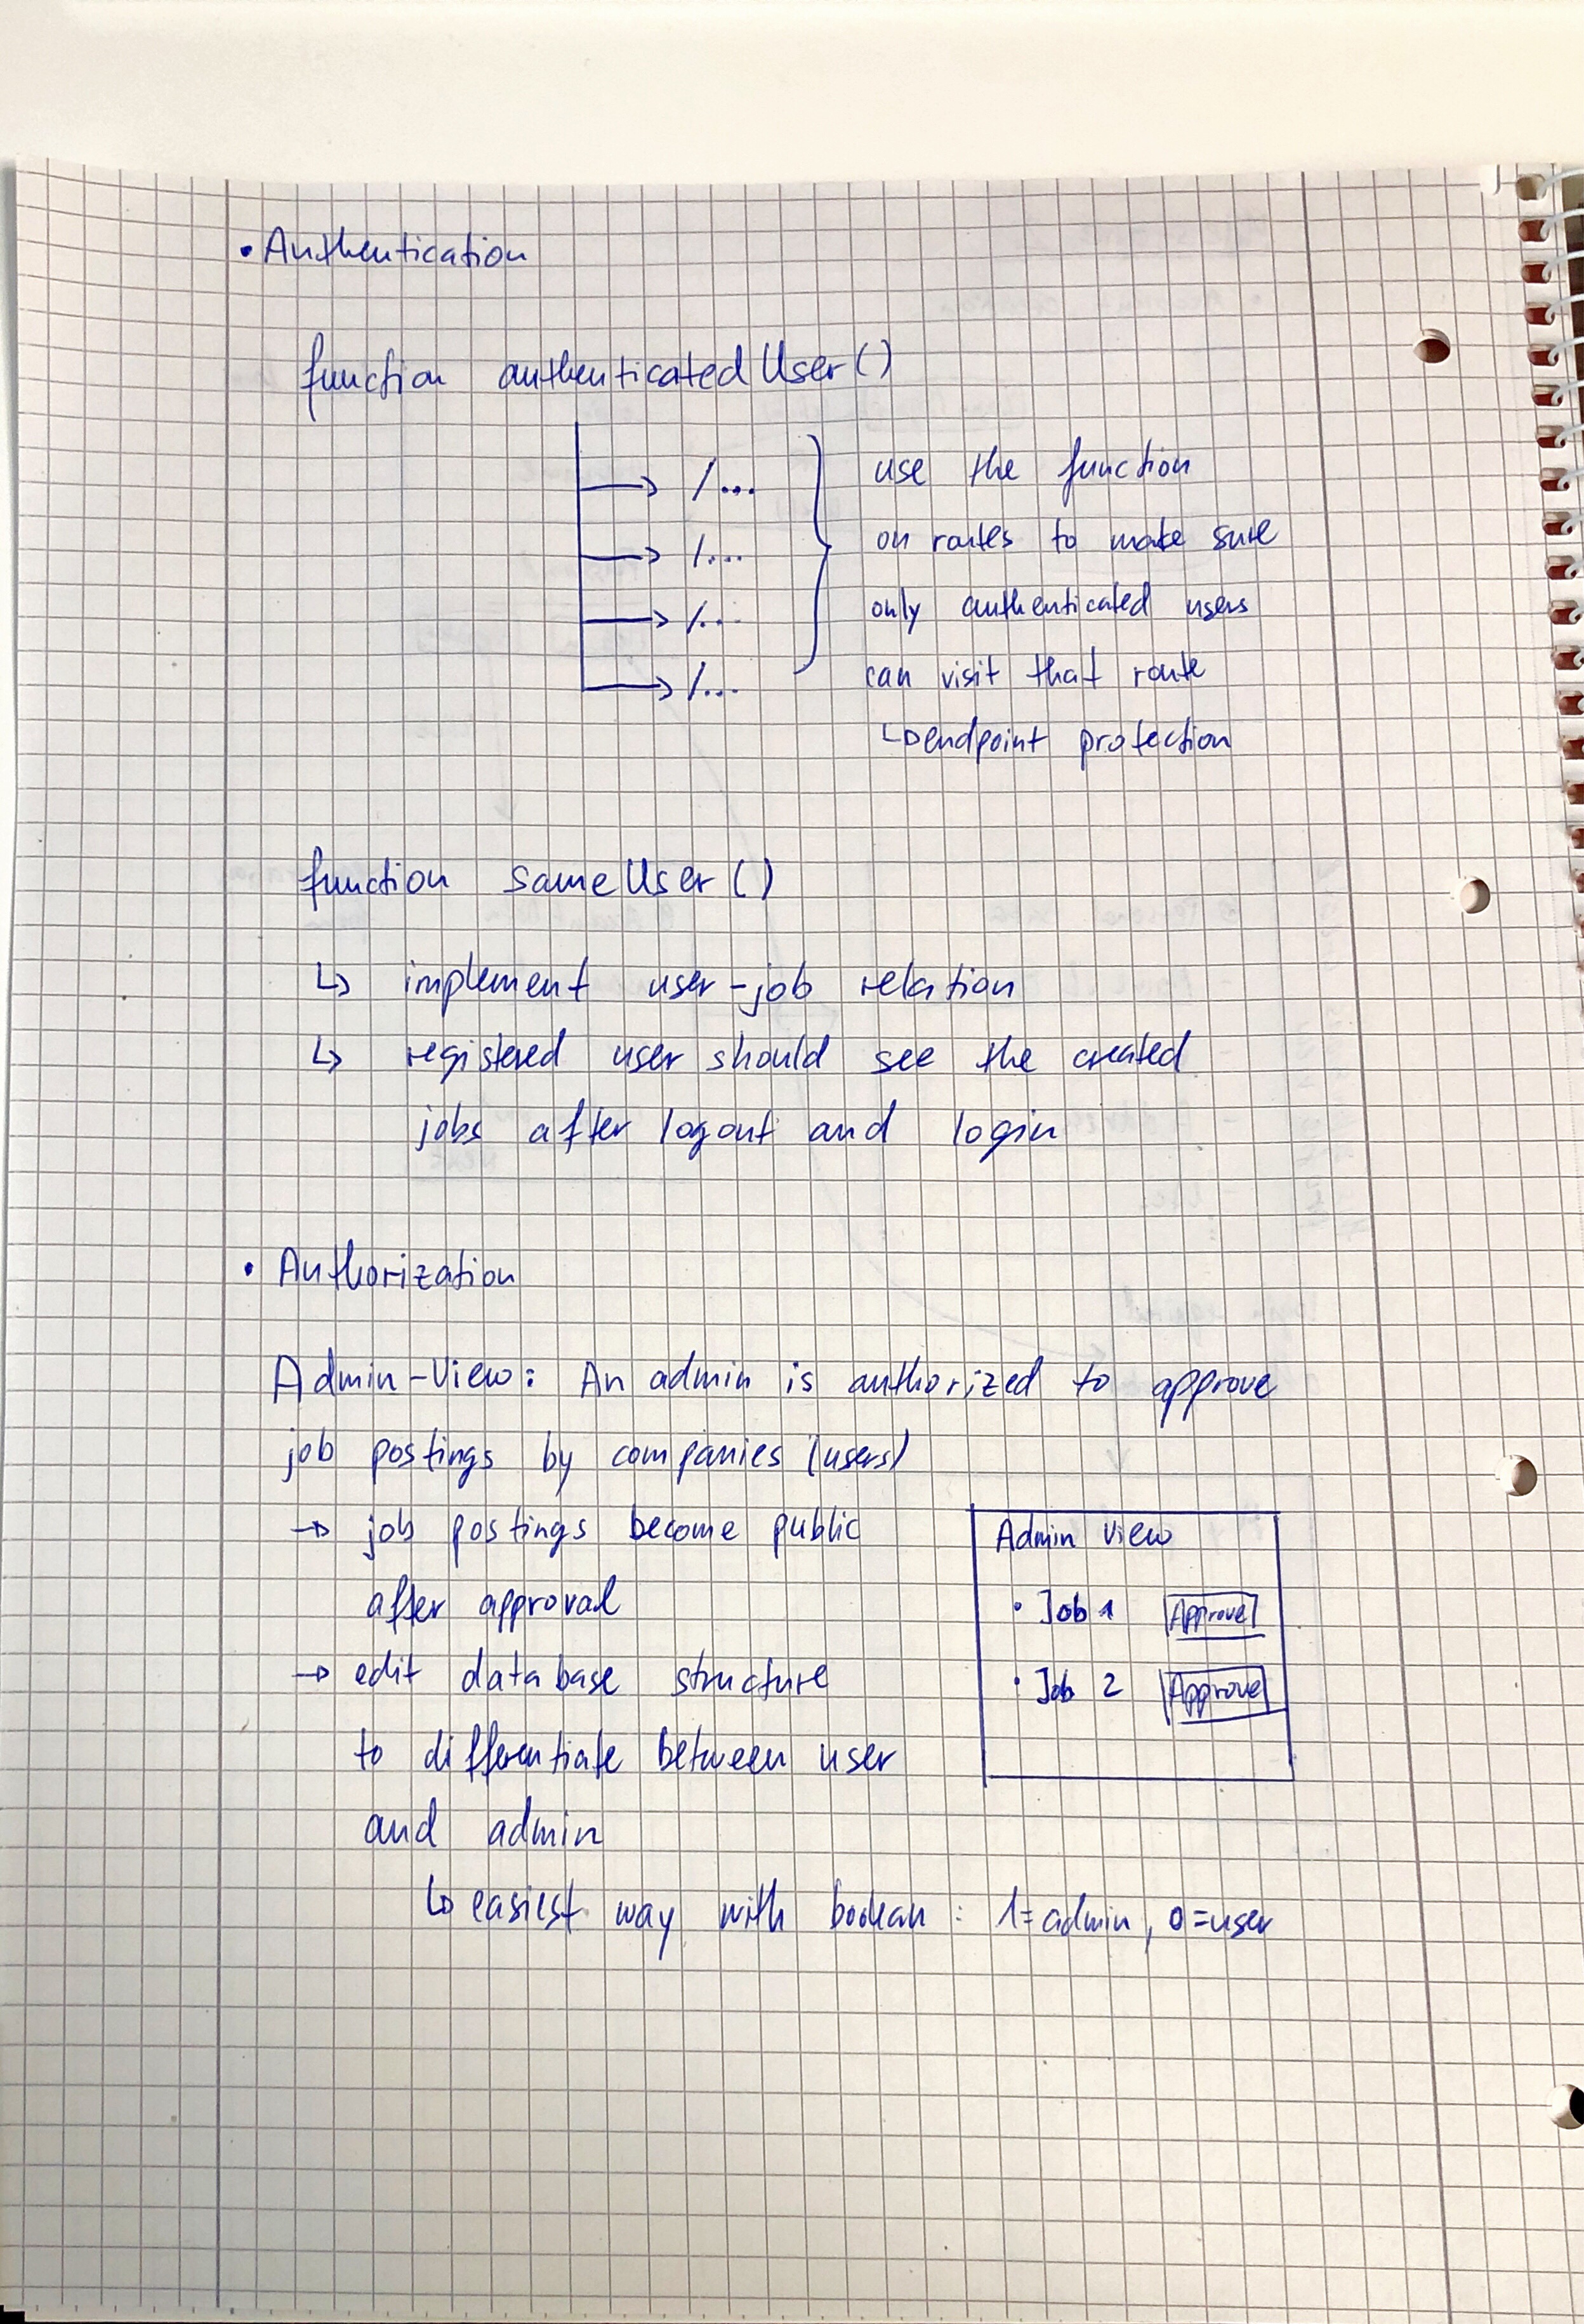 • Authentication
function authenticatedUser()
/... use the function
/... on routes to make sure
/... only authenticated users
/... can visit that route
↳ endpoint protection
function sameUser()
↳ implement user-job relation
↳ registered user should see the created
jobs after logout and login
• Authorization
Admin-View: An admin is authorized to approve
job postings by companies (users)
→ job postings become public
after approval
→ edit database structure
to differentiate between user
and admin
↳ easiest way with boolean: 1=admin, 0=user
Admin view
• Job 1 Approve
• Job 2 Approve